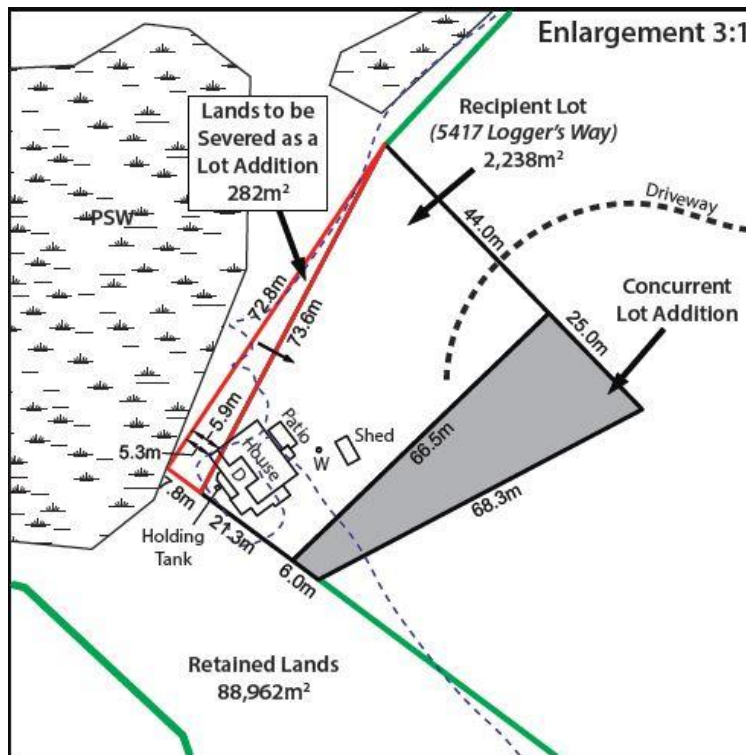 Enlargement 3:1
Lands to be
Severed as a
Lot Addition
282m²
Recipient Lot
(5417 Logger's Way)
2,238m²
Driveway
PSW
44.0m
Concurrent
Lot Addition
25.0m
72.8m
73.6m
5.9m
5.3m
Patio
House
D
W
Shed
66.5m
68.3m
7.8m
21.3m
6.0m
Holding
Tank
Retained Lands
88,962m²